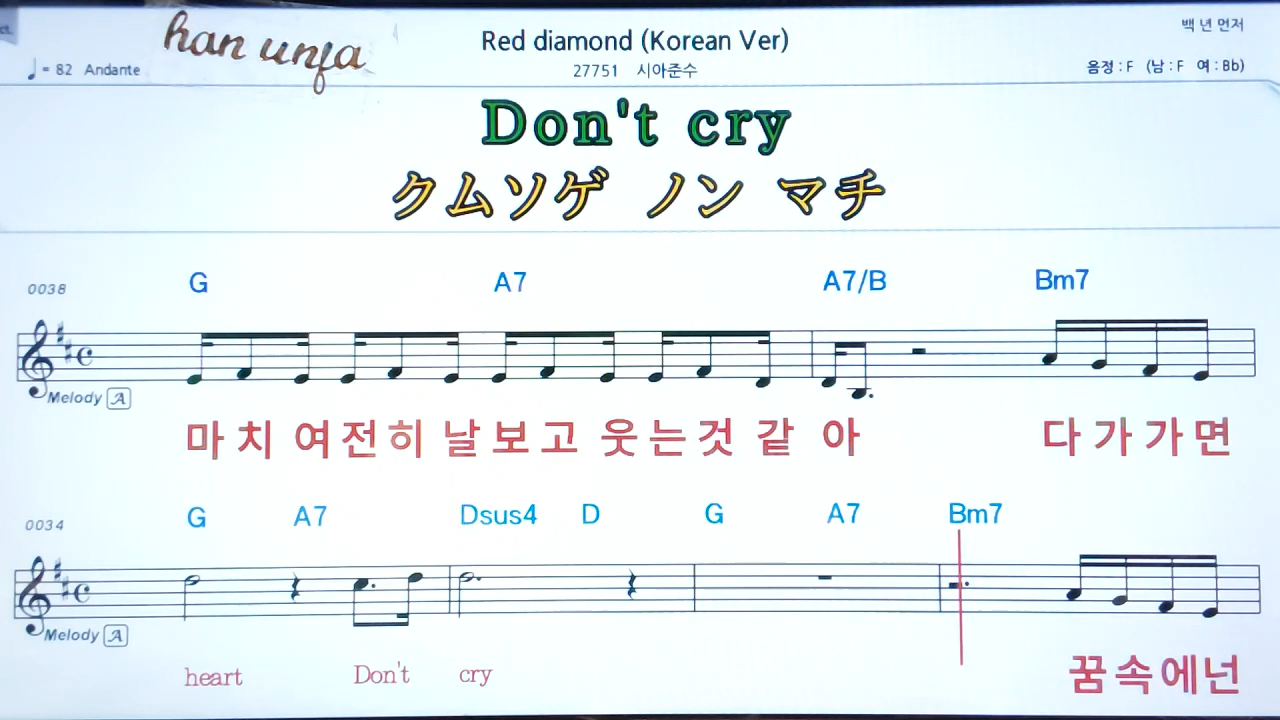 ct.
han unfa
Red diamond (Korean Ver)
백 년 먼저
♩ = 82 Andante
27751 시아준수
음정 : F (남 : F 여 : Bb)
Don't cry
クムソゲ ノン マチ
0038 G A7 A7/B Bm7
Melody A
마 치 여 전 히 날 보 고 웃 는 것 같 아 다 가 가 면
0034 G A7 Dsus4 D G A7 Bm7
Melody A
heart Don't cry 꿈 속 에 넌